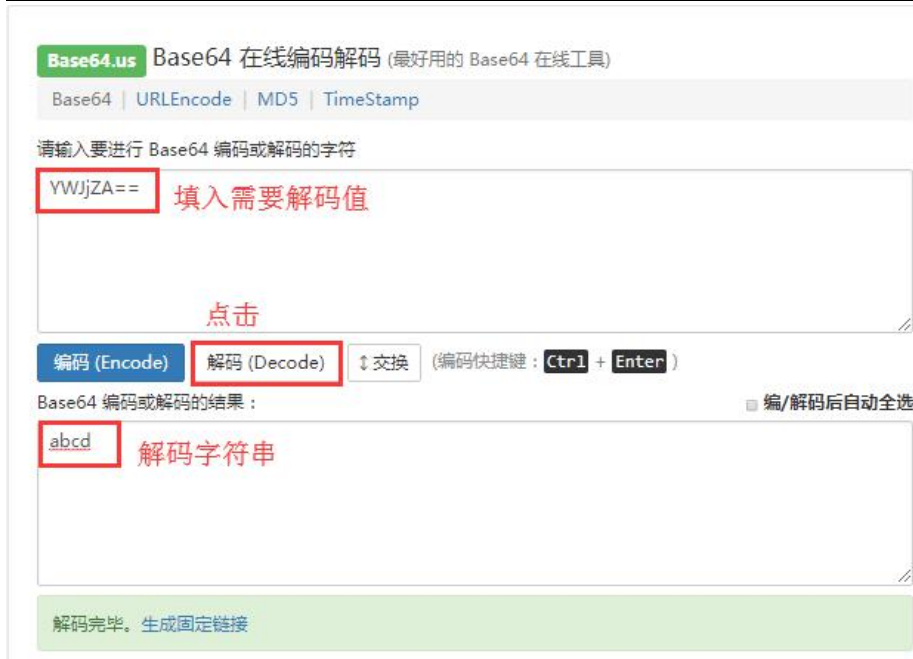 Base64.us Base64 在线编码解码 (最好用的 Base64 在线工具)
Base64 | URLEncode | MD5 | TimeStamp
请输入要进行 Base64 编码或解码的字符
YWJjZA== 填入需要解码值
点击
编码 (Encode) 解码 (Decode) ↕交换 (编码快捷键：Ctrl + Enter )
Base64 编码或解码的结果： 编/解码后自动全选
abcd 解码字符串
解码完毕。生成固定链接